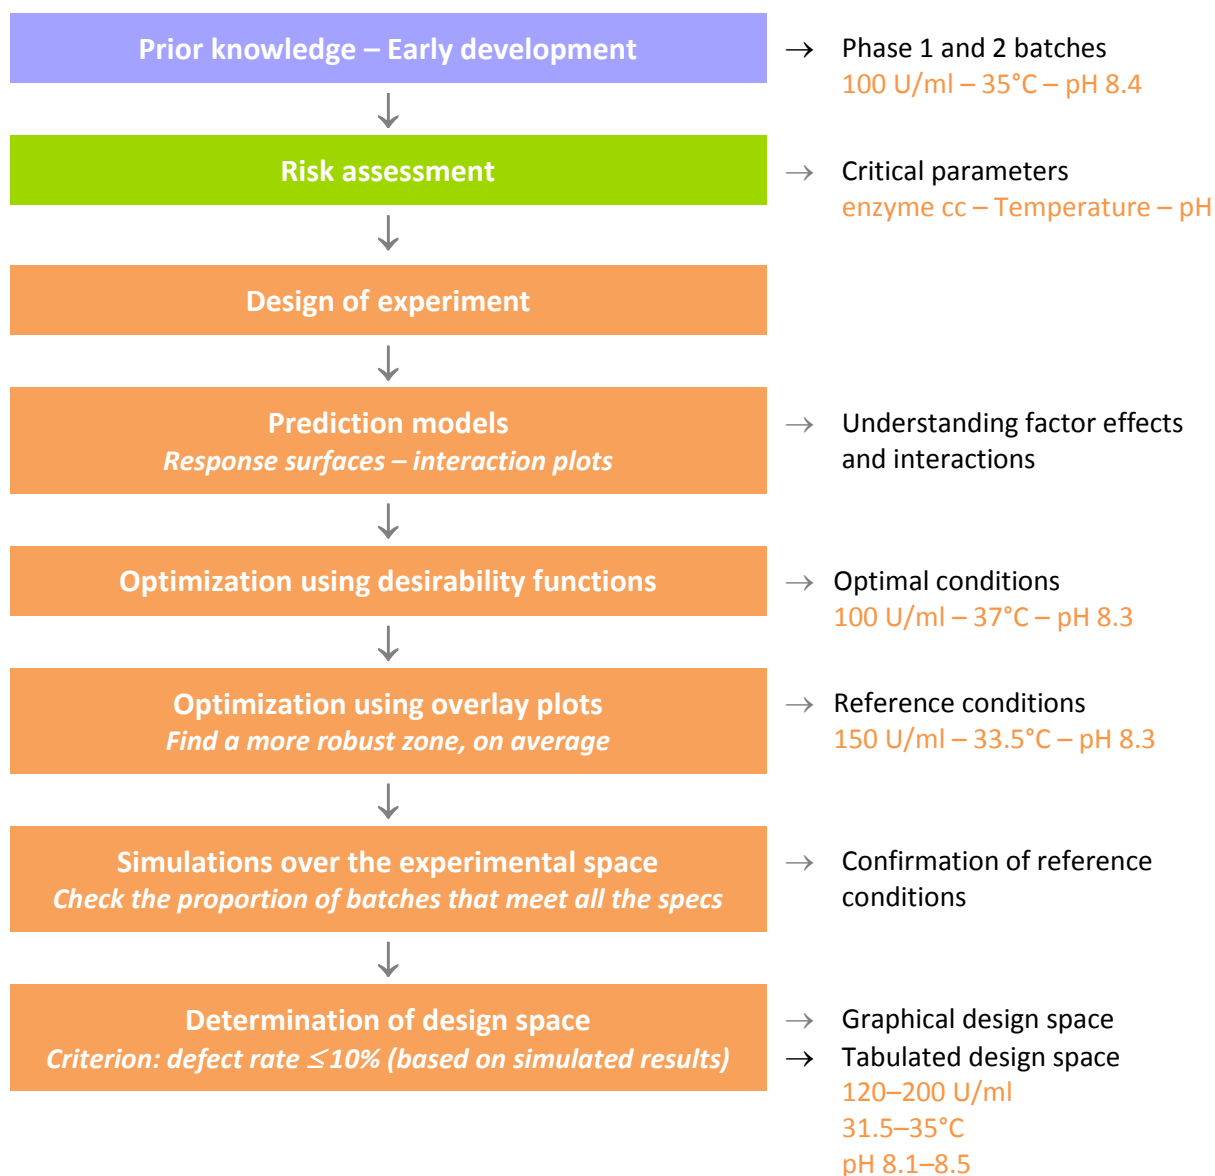 Prior knowledge – Early development
→ Phase 1 and 2 batches
100 U/ml – 35°C – pH 8.4
Risk assessment
→ Critical parameters
enzyme cc – Temperature – pH
Design of experiment
Prediction models
Response surfaces – interaction plots
→ Understanding factor effects
and interactions
Optimization using desirability functions
→ Optimal conditions
100 U/ml – 37°C – pH 8.3
Optimization using overlay plots
Find a more robust zone, on average
→ Reference conditions
150 U/ml – 33.5°C – pH 8.3
Simulations over the experimental space
Check the proportion of batches that meet all the specs
→ Confirmation of reference
conditions
Determination of design space
Criterion: defect rate ≤10% (based on simulated results)
→ Graphical design space
→ Tabulated design space
120–200 U/ml
31.5–35°C
pH 8.1–8.5